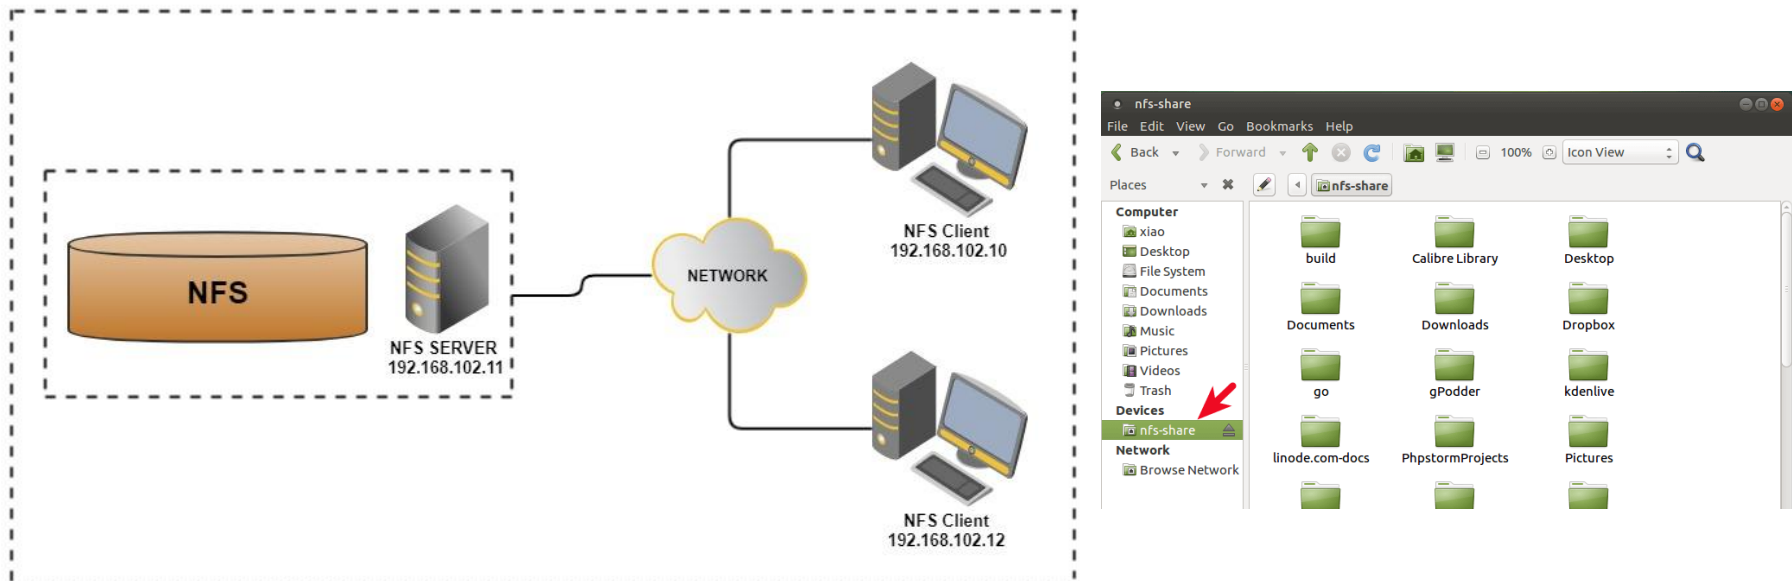 NFS
NFS SERVER
192.168.102.11
NETWORK
NFS Client
192.168.102.10
NFS Client
192.168.102.12
nfs-share
File Edit View Go Bookmarks Help
Back Forward 100% Icon View
Places nfs-share
Computer
xiao
Desktop
File System
Documents
Downloads
Music
Pictures
Videos
Trash
Devices
nfs-share
Network
Browse Network
build Calibre Library Desktop
Documents Downloads Dropbox
go gPodder kdenlive
linode.com-docs PhpstormProjects Pictures